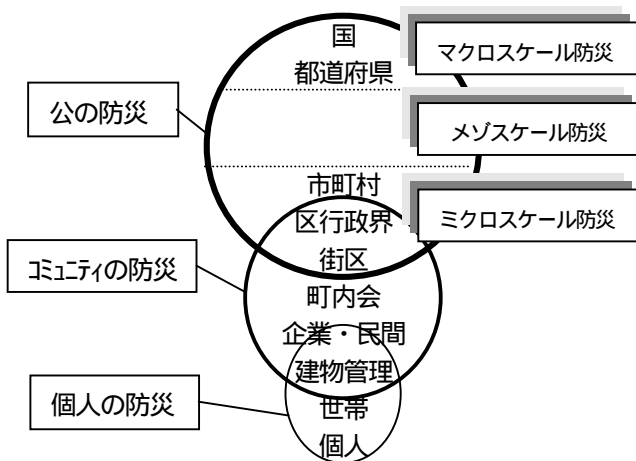 国
マクロスケール防災
都道府県
公の防災
メゾスケール防災
市町村
区行政界
ミクロスケール防災
街区
コミュニティの防災
町内会
企業・民間
建物管理
個人の防災
世帯
個人